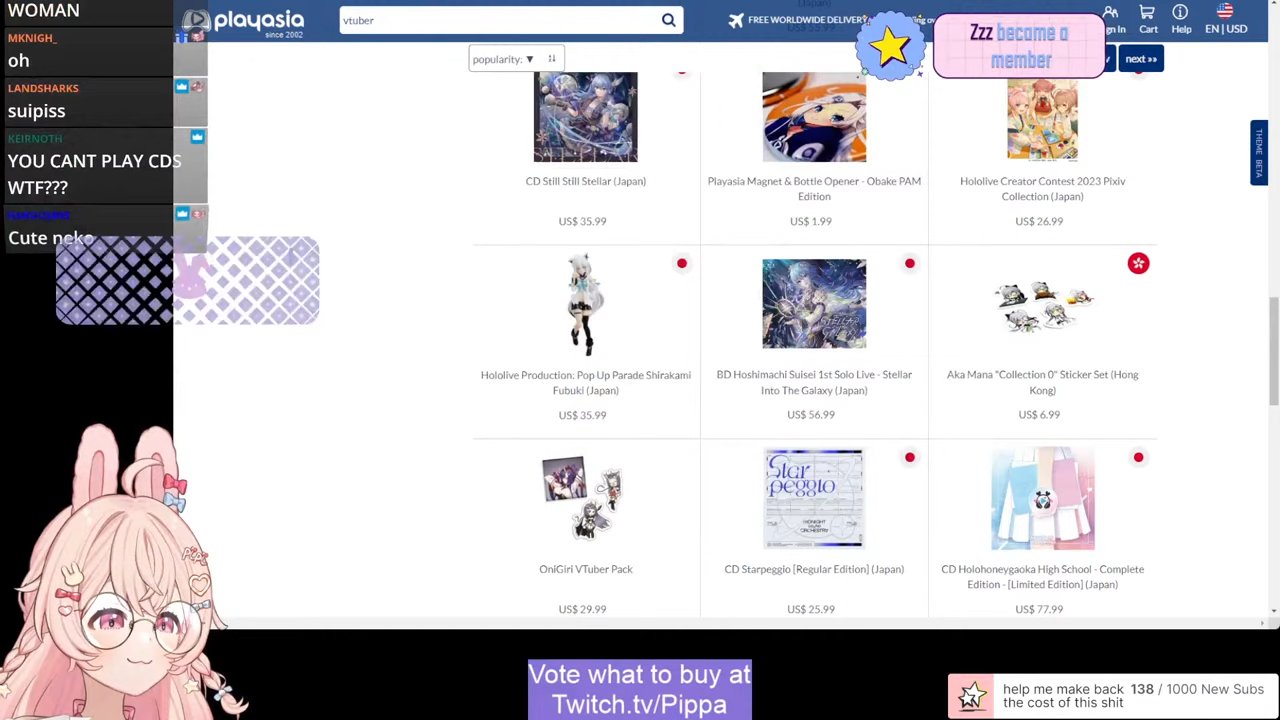 WOMAN
MKNIGH_
oh
LANDSHARKS
suipiss
KEIRNOTH
YOU CANT PLAY CDS
WTF???
Cute neko
playasia
since 2002
vtuber
FREE WORLDWIDE DELIVER
Zzz become a
member
In
Cart
Help
EN | USD
popularity: ▼
next »»
THEME BETA
CD Still Still Stellar (Japan)
US$ 35.99
Playasia Magnet & Bottle Opener - Obake PAM
Edition
US$ 1.99
Hololive Creator Contest 2023 Pixiv
Collection (Japan)
US$ 26.99
Hololive Production: Pop Up Parade Shirakami
Fubuki (Japan)
US$ 35.99
BD Hoshimachi Suisei 1st Solo Live - Stellar
Into The Galaxy (Japan)
US$ 56.99
Aka Mana "Collection 0" Sticker Set (Hong
Kong)
US$ 6.99
OniGiri VTuber Pack
US$ 29.99
Star
peggio
CD Starpeggio [Regular Edition] (Japan)
US$ 25.99
CD Holohoneygaoka High School - Complete
Edition - [Limited Edition] (Japan)
US$ 77.99
Vote what to buy at
Twitch.tv/Pippa
help me make back 138 / 1000 New Subs
the cost of this shit